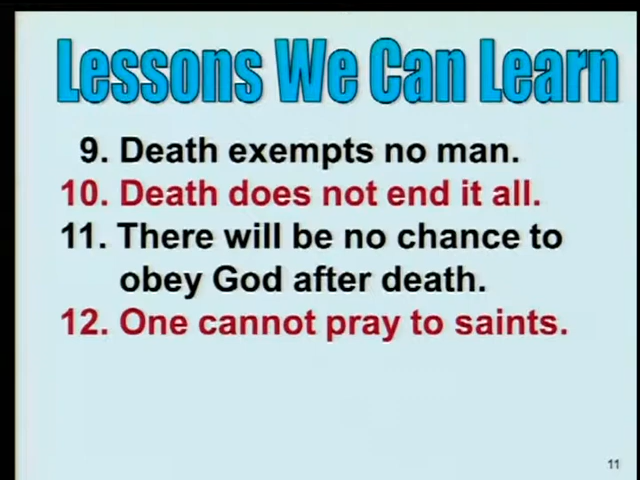 Lessons We Can Learn
9. Death exempts no man.
10. Death does not end it all.
11. There will be no chance to
obey God after death.
12. One cannot pray to saints.
11